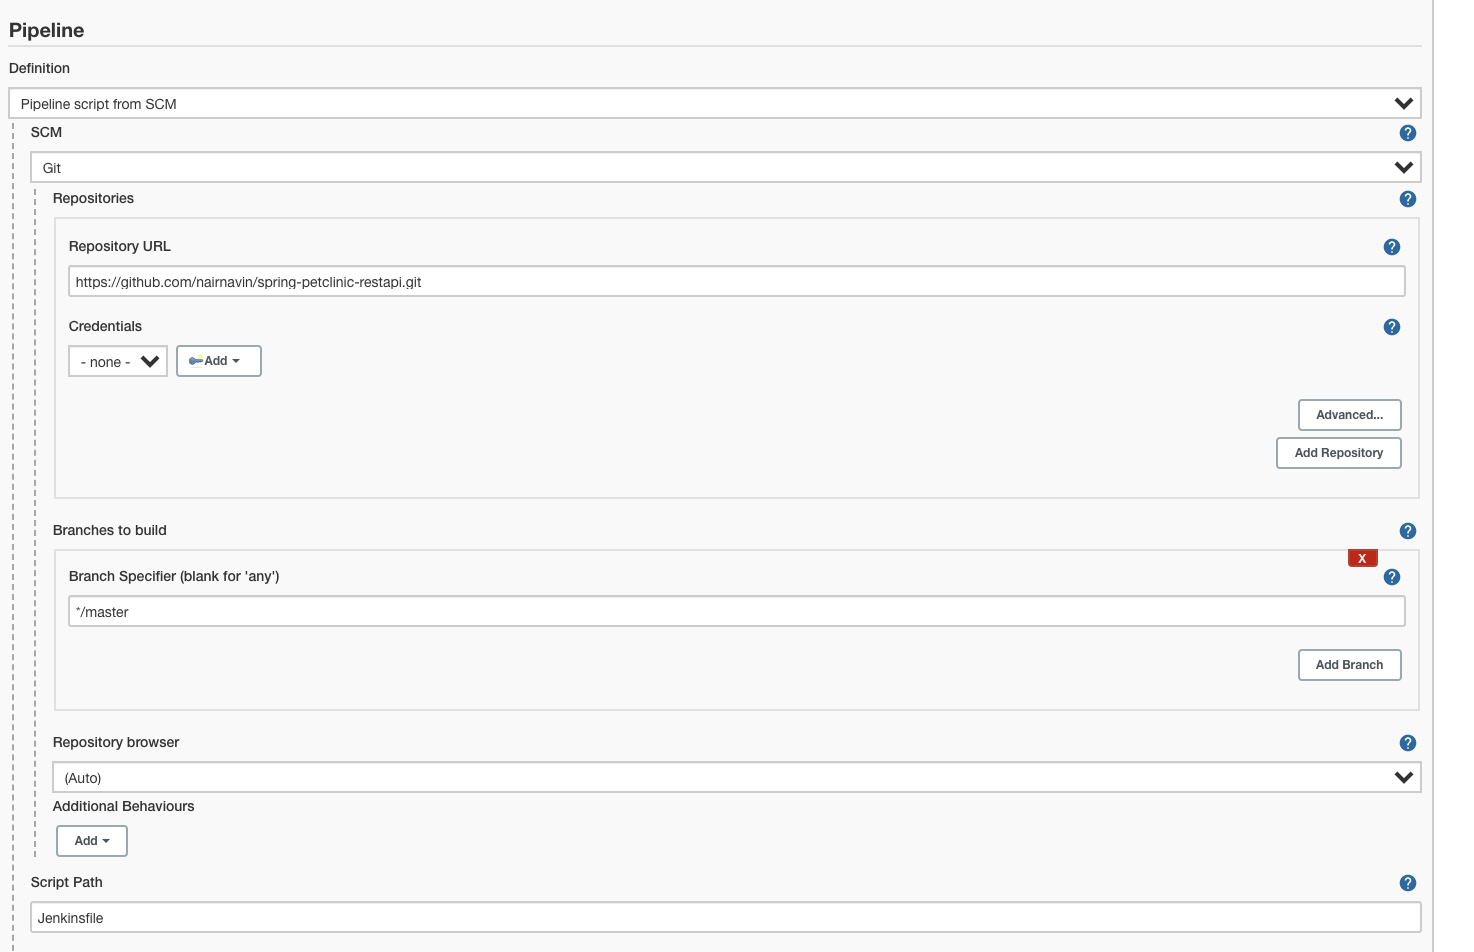 Pipeline
Definition
Pipeline script from SCM
SCM
?
Git
Repositories
?
Repository URL
?
https://github.com/nairnavin/spring-petclinic-restapi.git
Credentials
?
- none -
Add
Advanced...
Add Repository
Branches to build
?
X
Branch Specifier (blank for 'any')
?
*/master
Add Branch
Repository browser
?
(Auto)
Additional Behaviours
Add
Script Path
?
Jenkinsfile